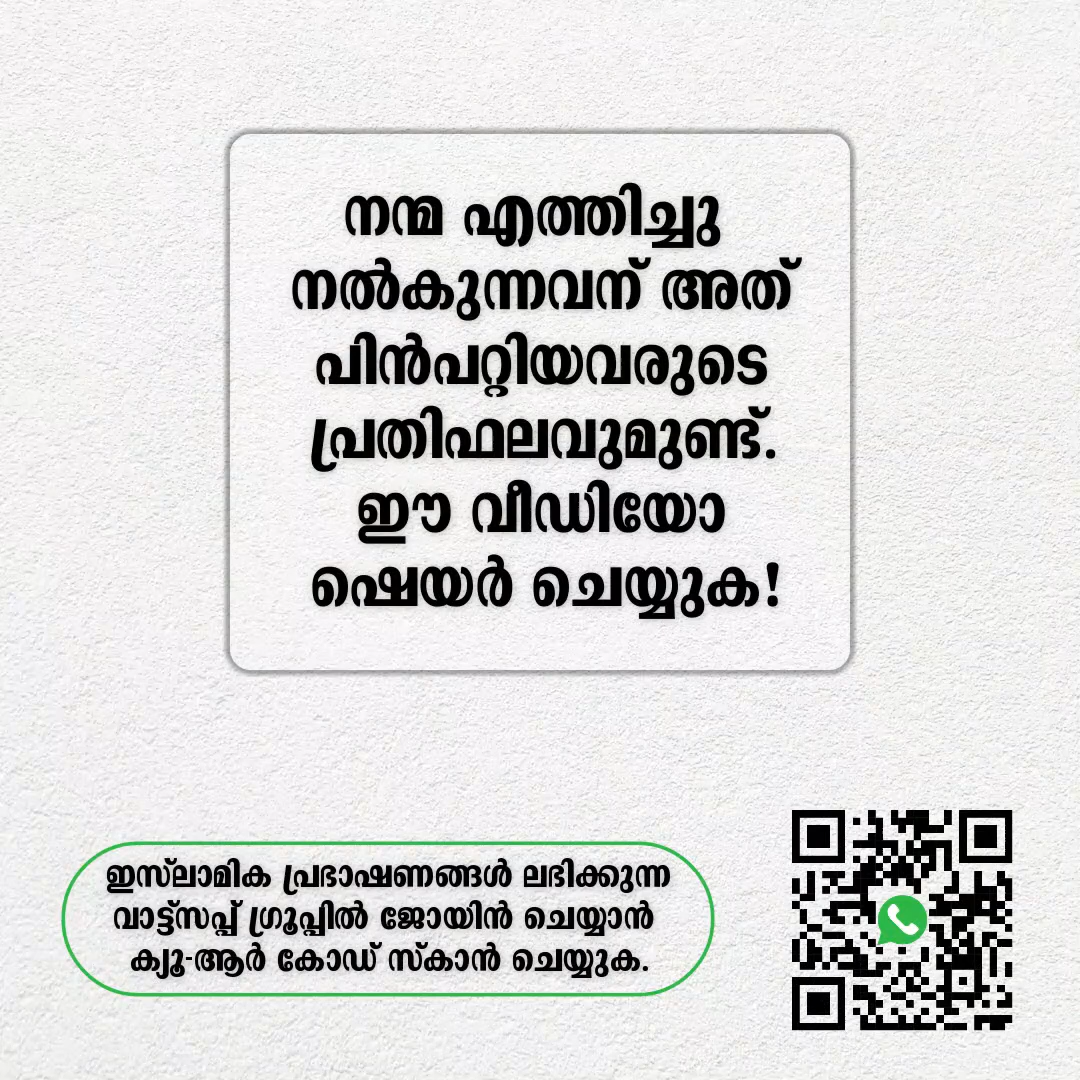 നന്മ എത്തിച്ചു
നൽകുന്നവന് അത്
പിൻപറ്റിയവരുടെ
പ്രതിഫലവുമുണ്ട്.
ഈ വീഡിയോ
ഷെയർ ചെയ്യുക!
ഇസ്‌ലാമിക പ്രഭാഷണങ്ങൾ ലഭിക്കുന്ന
വാട്ട്സപ്പ് ഗ്രൂപ്പിൽ ജോയിൻ ചെയ്യാൻ
ക്യൂ-ആർ കോഡ് സ്കാൻ ചെയ്യുക.